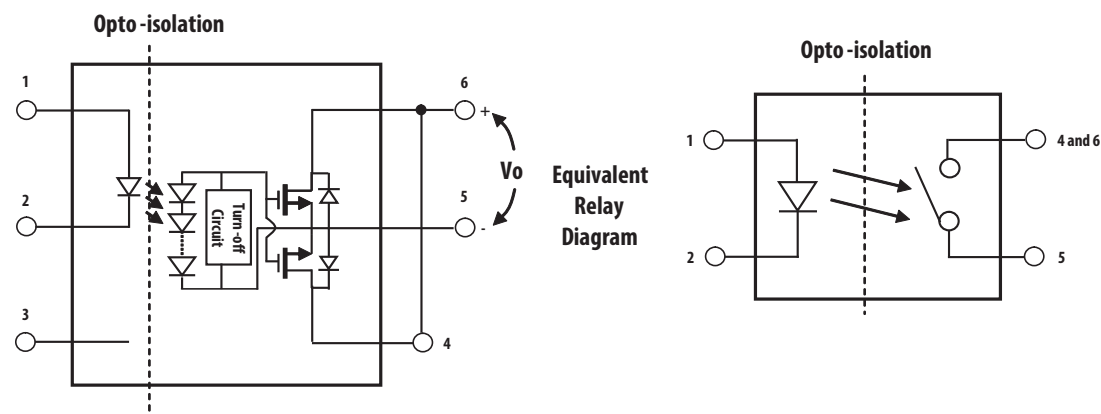 Opto -isolation
1
2
3
Turn -off
Circuit
6
+
Vo
5
-
4
Equivalent
Relay
Diagram
Opto -isolation
1
2
4 and 6
5